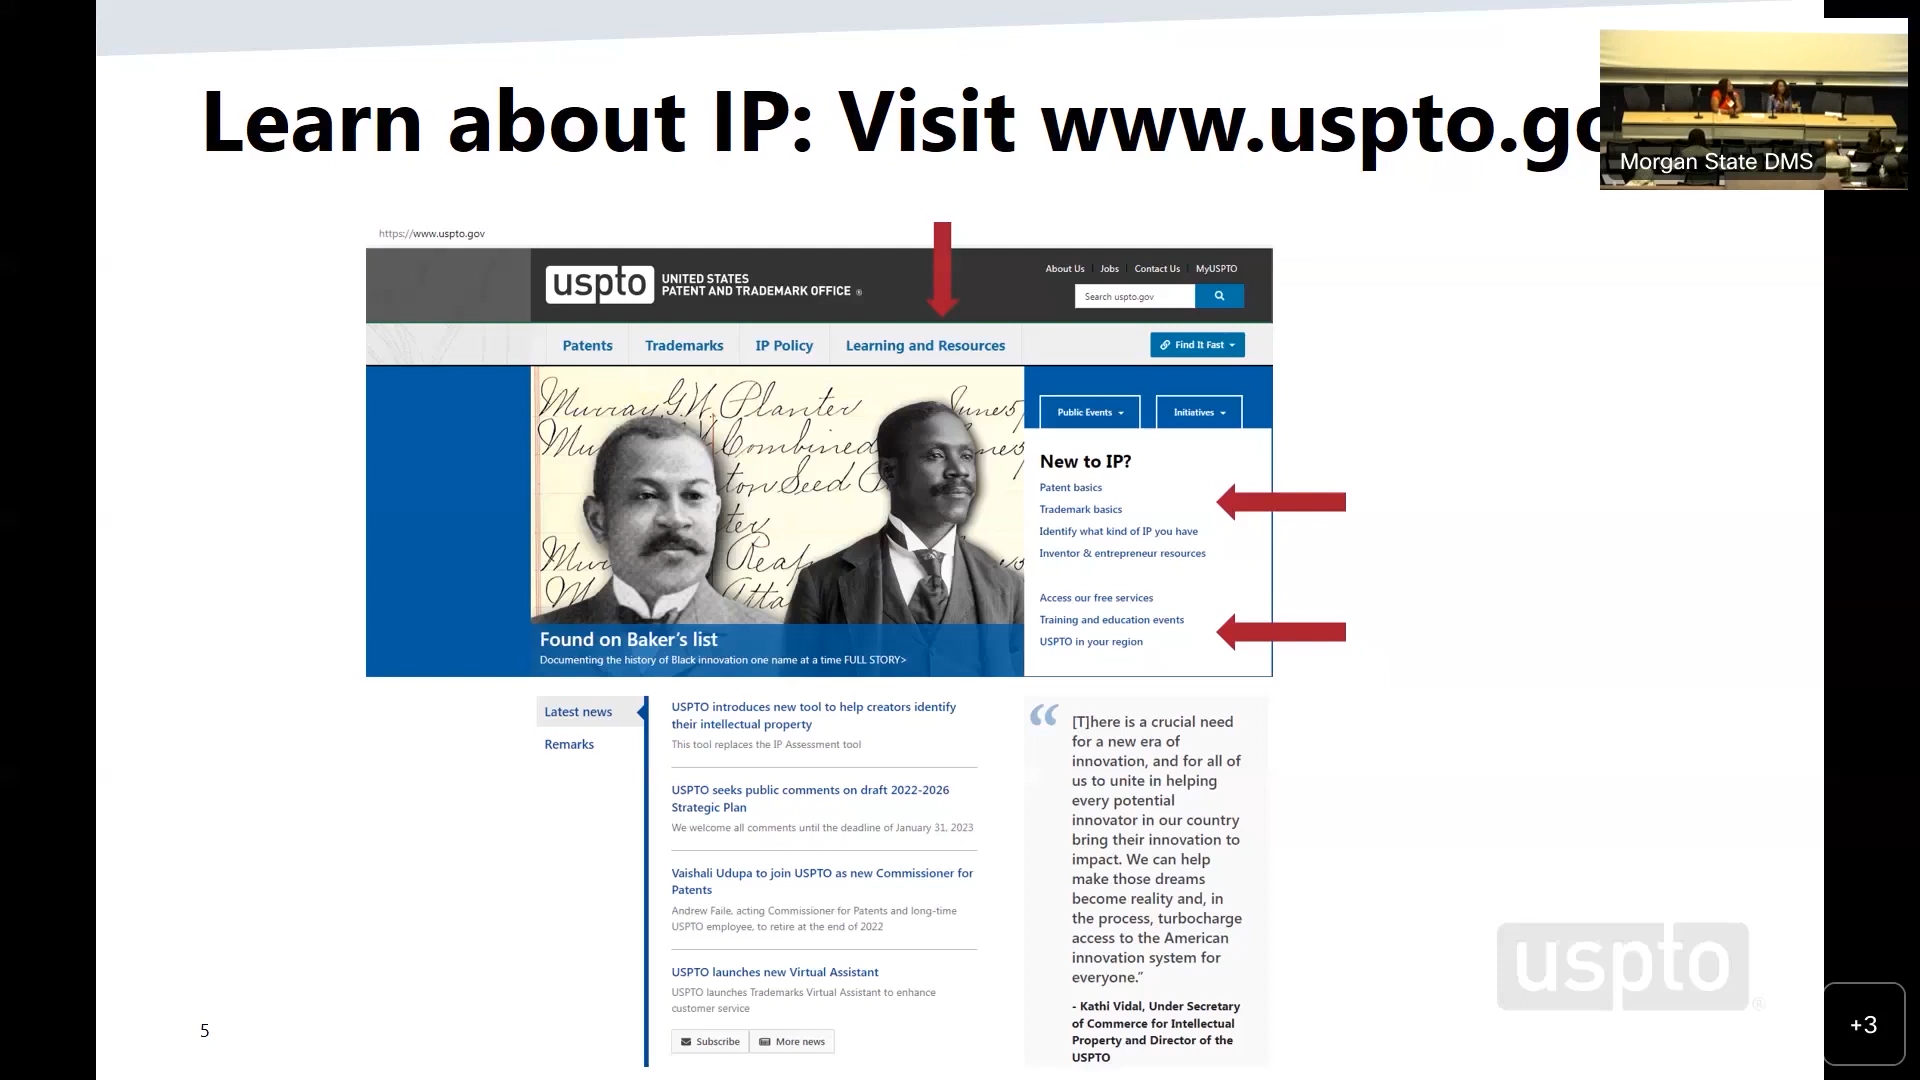 Learn about IP: Visit www.uspto.go
Morgan State DMS
https://www.uspto.gov
uspto UNITED STATES
PATENT AND TRADEMARK OFFICE ®
About Us Jobs Contact Us MyUSPTO
Search uspto.gov
Patents Trademarks IP Policy Learning and Resources Find It Fast
Murray G.W. Planter June 5
Combined
Seed
Found on Baker's list
Documenting the history of Black innovation one name at a time FULL STORY>
Public Events Initiatives
New to IP?
Patent basics
Trademark basics
Identify what kind of IP you have
Inventor & entrepreneur resources
Access our free services
Training and education events
USPTO in your region
Latest news
Remarks
USPTO introduces new tool to help creators identify
their intellectual property
This tool replaces the IP Assessment tool
USPTO seeks public comments on draft 2022-2026
Strategic Plan
We welcome all comments until the deadline of January 31, 2023
Vaishali Udupa to join USPTO as new Commissioner for
Patents
Andrew Faile, acting Commissioner for Patents and long-time
USPTO employee, to retire at the end of 2022
USPTO launches new Virtual Assistant
USPTO launches Trademarks Virtual Assistant to enhance
customer service
Subscribe More news
“ [T]here is a crucial need
for a new era of
innovation, and for all of
us to unite in helping
every potential
innovator in our country
bring their innovation to
impact. We can help
make those dreams
become reality and, in
the process, turbocharge
access to the American
innovation system for
everyone.”
- Kathi Vidal, Under Secretary
of Commerce for Intellectual
Property and Director of the
USPTO
uspto ®
5
+3